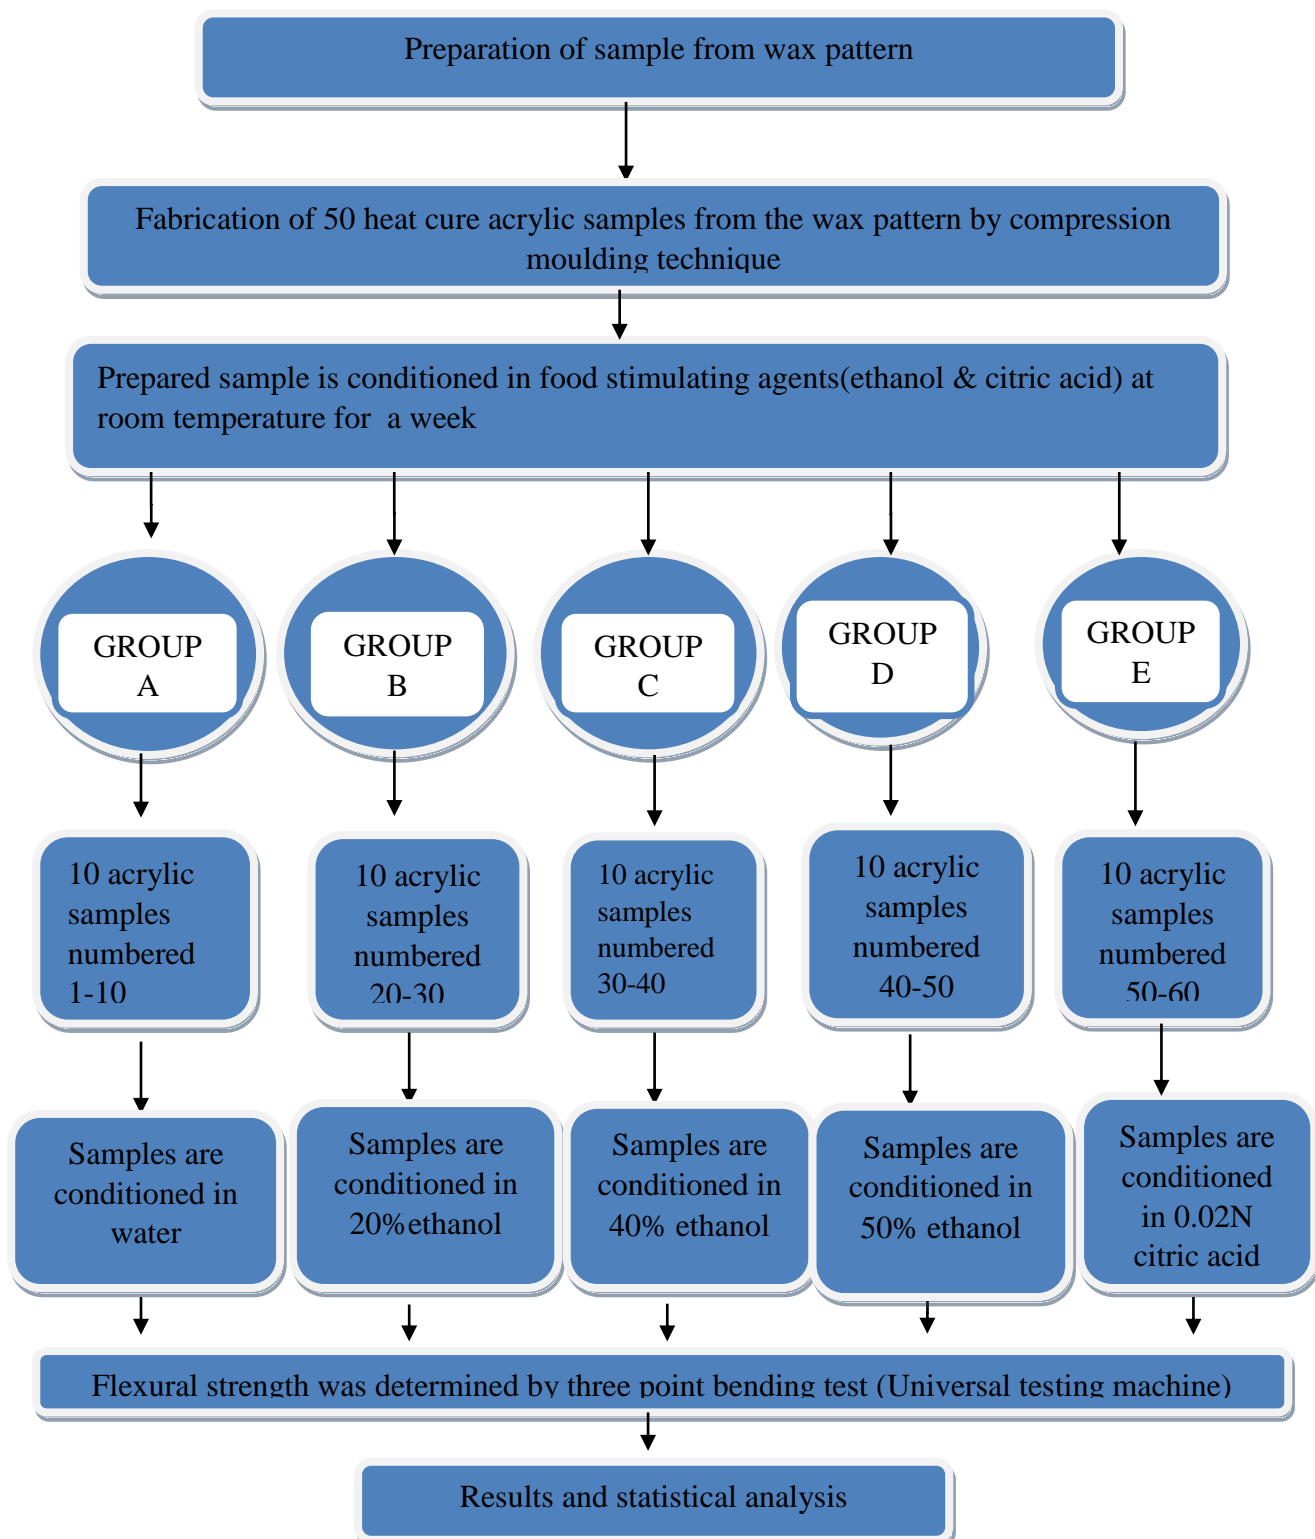 Preparation of sample from wax pattern
Fabrication of 50 heat cure acrylic samples from the wax pattern by compression
moulding technique
Prepared sample is conditioned in food stimulating agents(ethanol & citric acid) at
room temperature for a week
GROUP
A
GROUP
B
GROUP
C
GROUP
D
GROUP
E
10 acrylic
samples
numbered
1-10
10 acrylic
samples
numbered
20-30
10 acrylic
samples
numbered
30-40
10 acrylic
samples
numbered
40-50
10 acrylic
samples
numbered
50-60
Samples are
conditioned in
water
Samples are
conditioned in
20%ethanol
Samples are
conditioned in
40% ethanol
Samples are
conditioned in
50% ethanol
Samples are
conditioned
in 0.02N
citric acid
Flexural strength was determined by three point bending test (Universal testing machine)
Results and statistical analysis